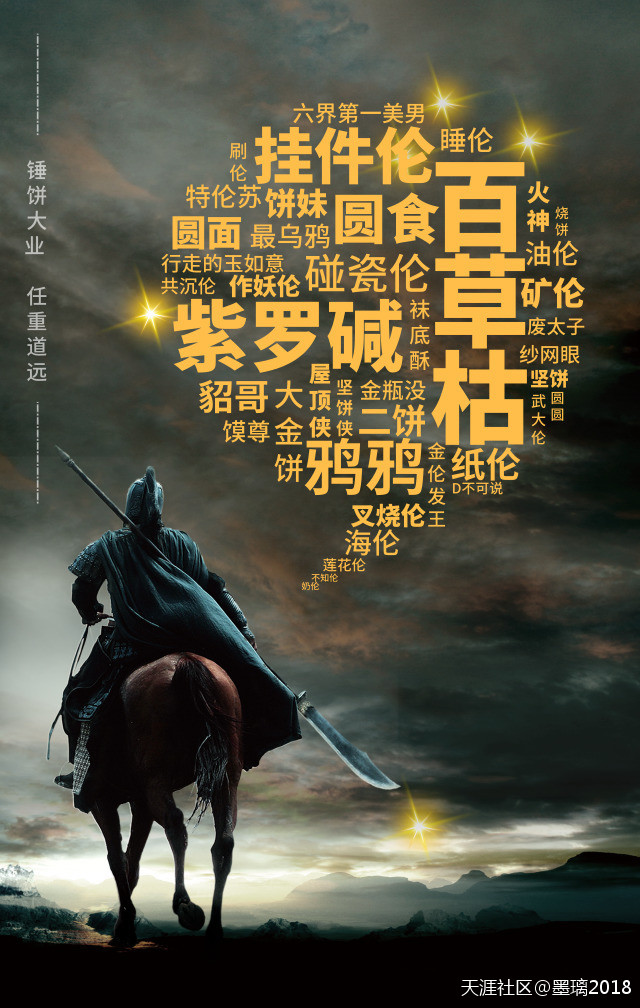 锤饼大业 任重道远
六界第一美男
刷伦
挂件伦
睡伦
百草枯
火神
烧饼
特伦苏
饼妹
圆食
圆面
最乌鸦
油伦
行走的玉如意
碰瓷伦
共沉伦
作妖伦
矿伦
紫罗碱
袜底酥
废太子
纱网眼
貂哥
大金饼
屋顶侠
坚饼侠
金瓶没
坚饼
武大伦
圆圆
馍尊
二饼
鸦鸦
金伦发王
纸伦
D不可说
叉烧伦
海伦
莲花伦
不知伦
奶伦
天涯社区@墨璃2018